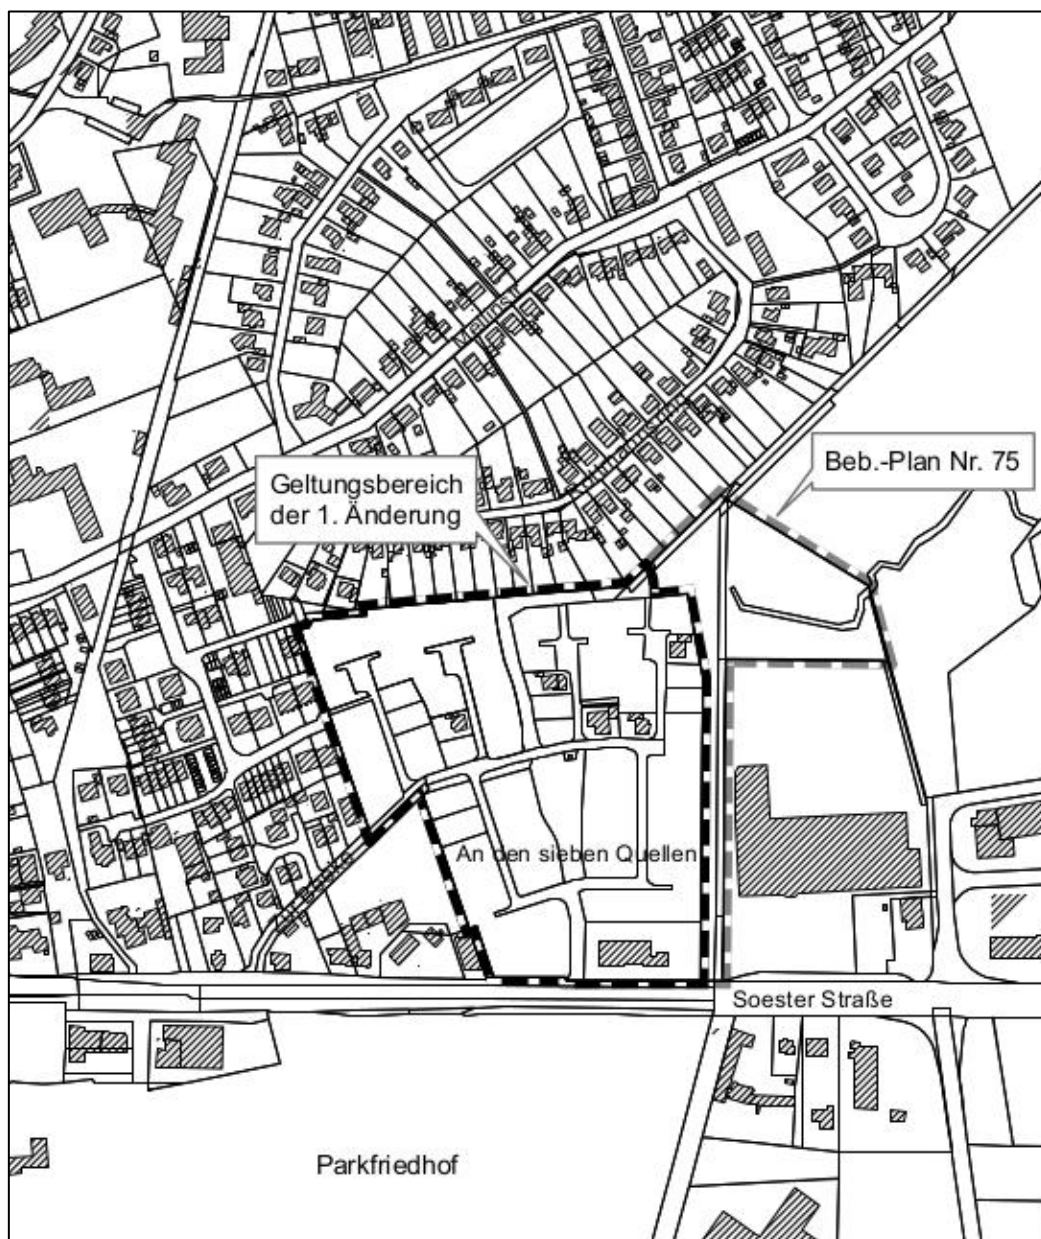 Beb.-Plan Nr. 75
Geltungsbereich
der 1. Änderung
An den sieben Quellen
Soester Straße
Parkfriedhof